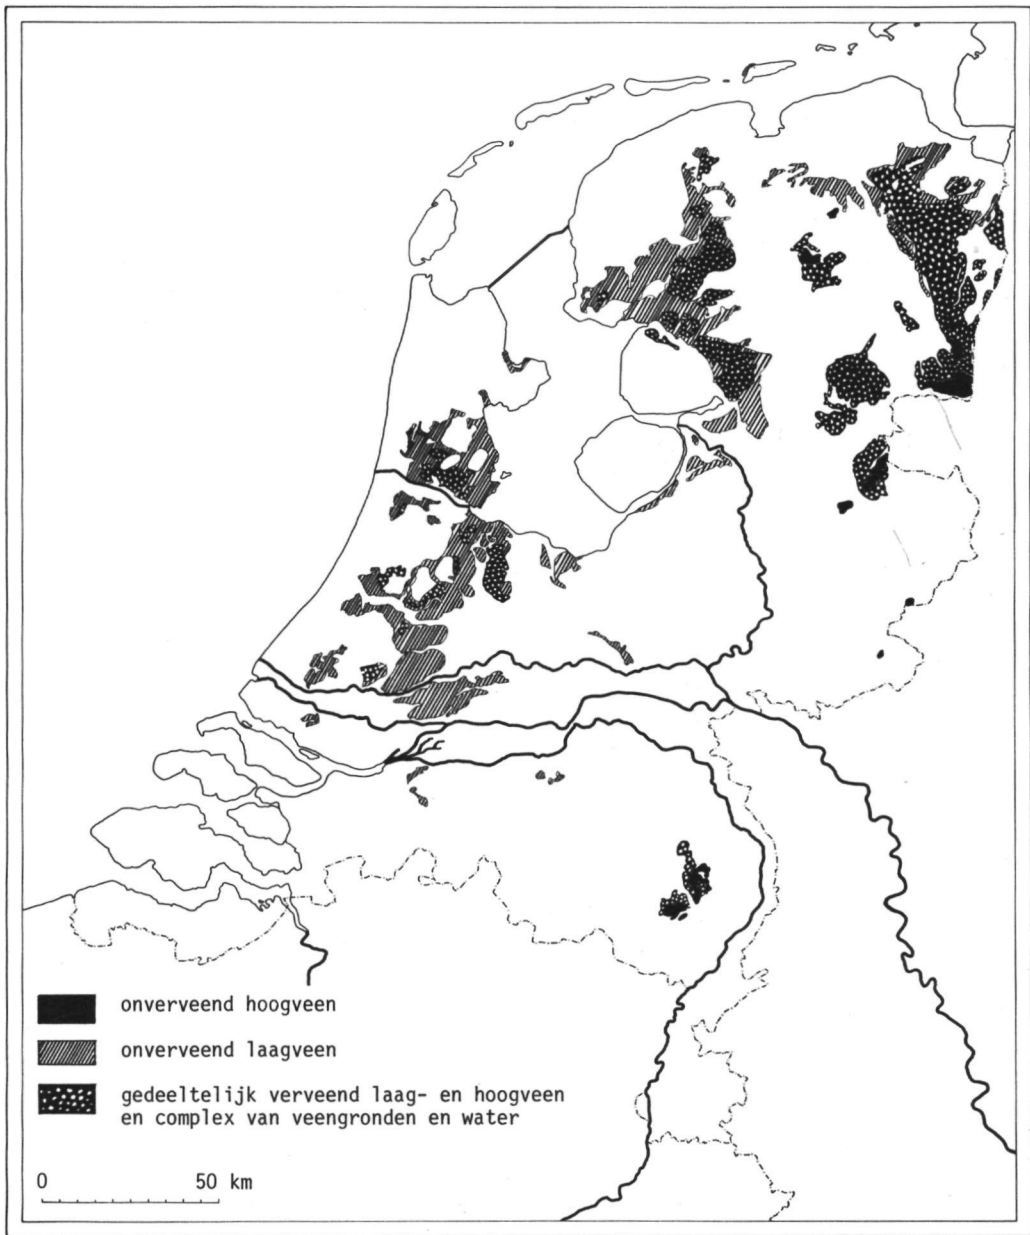 onverveend hoogveen
onverveend laagveen
gedeeltelijk verveend laag- en hoogveen
en complex van veengronden en water
0 50 km